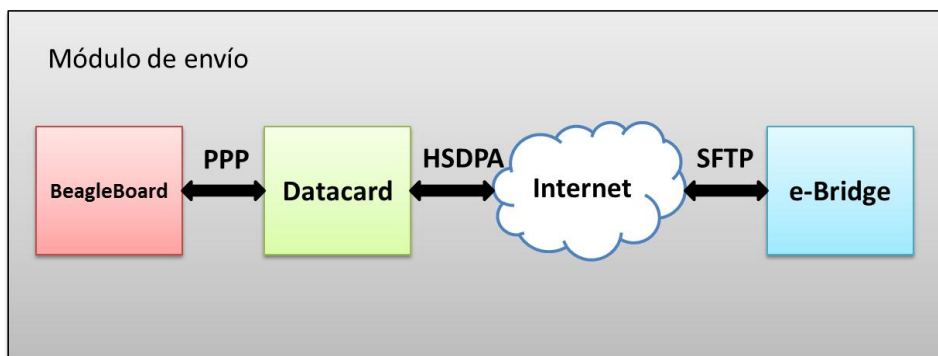 Módulo de envío
BeagleBoard
PPP
Datacard
HSDPA
Internet
SFTP
e-Bridge